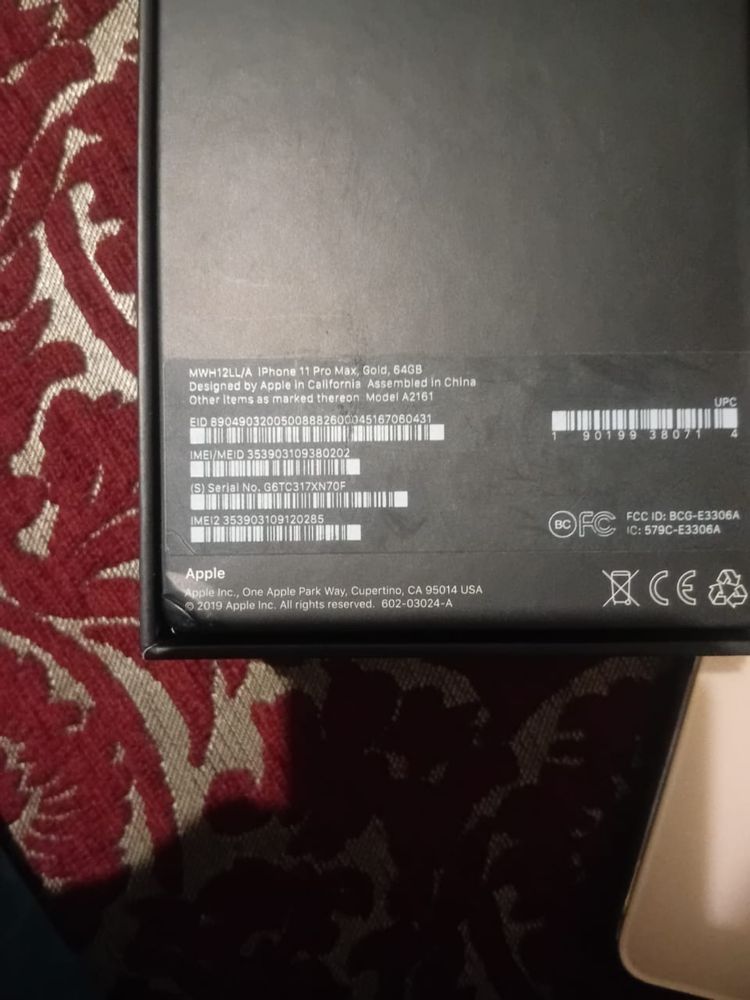 MWH12LL/A iPhone 11 Pro Max, Gold, 64GB
Designed by Apple in California Assembled in China
Other items as marked thereon Model A2161
EID 89049032005008882600045167060431
IMEI/MEID 353903109380202
(S) Serial No. G6TC317XN70F
IMEI2 353903109120285
UPC
1 90199 38071 4
BC FC FCC ID: BCG-E3306A
IC: 579C-E3306A
Apple
Apple Inc., One Apple Park Way, Cupertino, CA 95014 USA
© 2019 Apple Inc. All rights reserved. 602-03024-A
CE